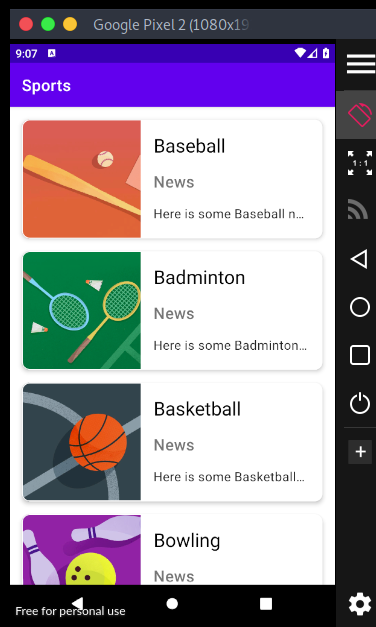 Google Pixel 2 (1080x19
9:07
Sports
Baseball
News
Here is some Baseball n...
Badminton
News
Here is some Badminton...
Basketball
News
Here is some Basketball...
Bowling
News
Free for personal use
1 : 1